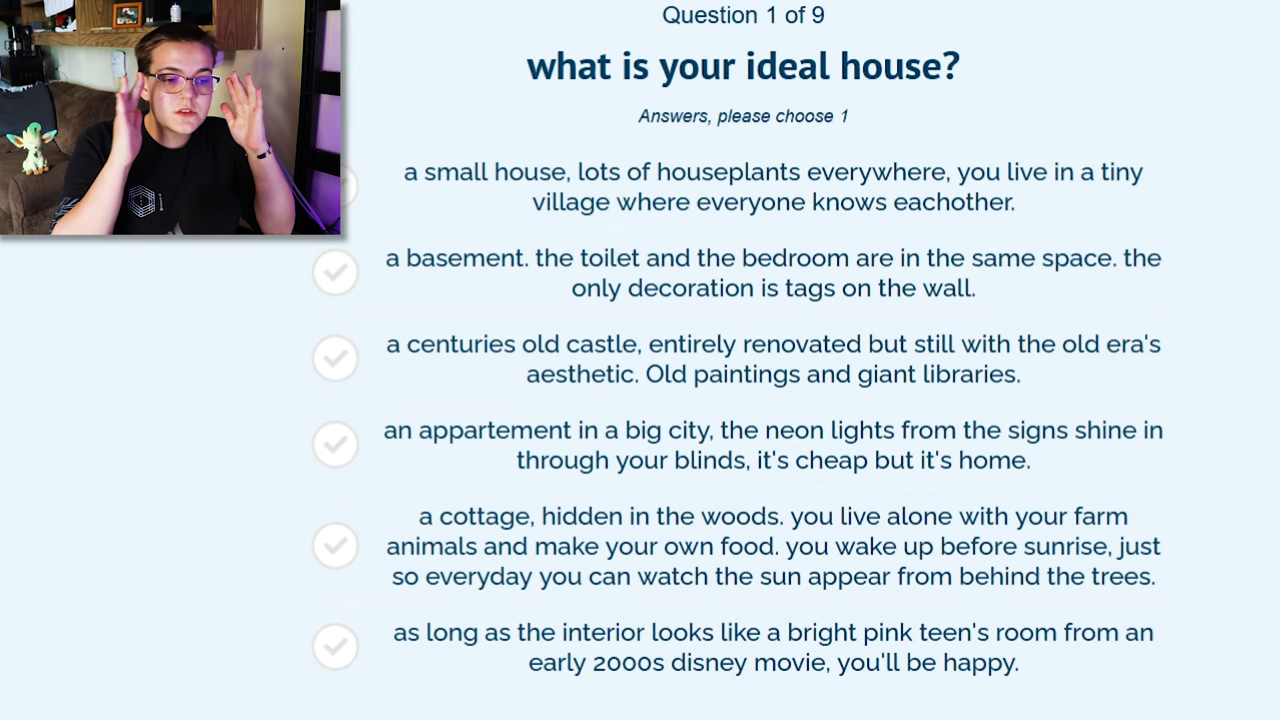 Question 1 of 9
what is your ideal house?
Answers, please choose 1
a small house, lots of houseplants everywhere, you live in a tiny
village where everyone knows eachother.
a basement. the toilet and the bedroom are in the same space. the
only decoration is tags on the wall.
a centuries old castle, entirely renovated but still with the old era's
aesthetic. Old paintings and giant libraries.
an appartement in a big city, the neon lights from the signs shine in
through your blinds, it's cheap but it's home.
a cottage, hidden in the woods. you live alone with your farm
animals and make your own food. you wake up before sunrise, just
so everyday you can watch the sun appear from behind the trees.
as long as the interior looks like a bright pink teen's room from an
early 2000s disney movie, you'll be happy.